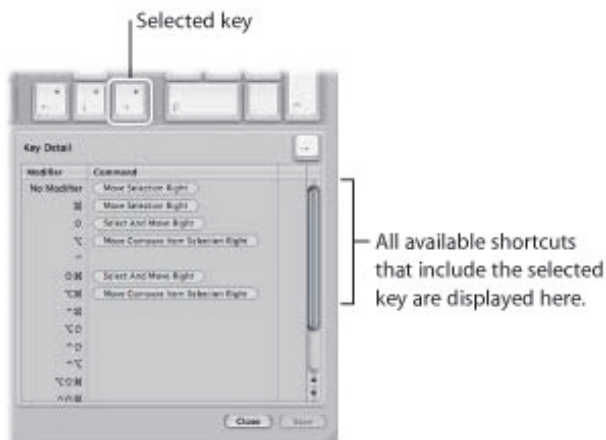 Selected key
Key Detail
Modifier Command
No Modifier Move Selection Right
⌘ Move Selection Right
⇧ Select And Move Right
⌥ Move Compare Item Selection Right
^
⇧⌘ Select And Move Right
⌥⌘ Move Compare Item Selection Right
^⌘
⌥⇧
^⇧
^⌥
⌥⇧⌘
All available shortcuts
that include the selected
key are displayed here.
Close Save